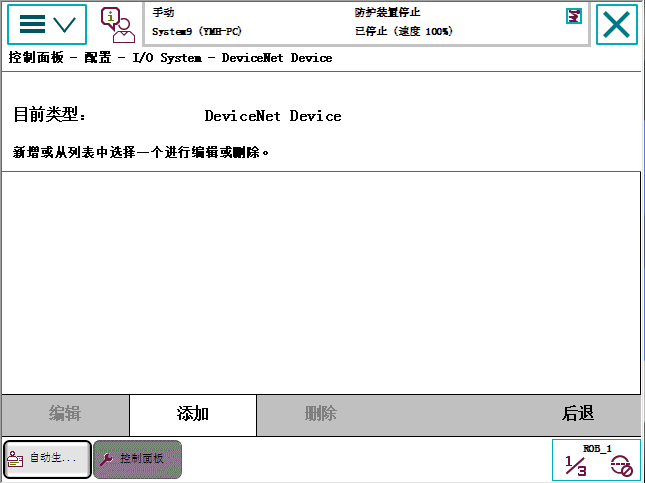 手动
System9 (YMH-PC)
防护装置停止
已停止 (速度 100%)
控制面板 - 配置 - I/O System - DeviceNet Device
目前类型:
DeviceNet Device
新增或从列表中选择一个进行编辑或删除。
编辑
添加
删除
后退
自动生...
控制面板
ROB_1
1/3